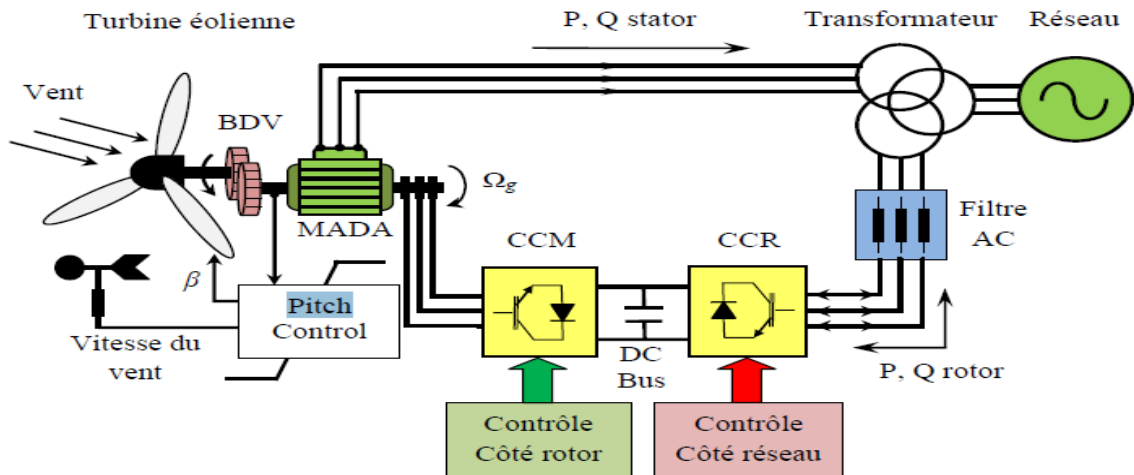 Turbine éolienne
P, Q stator
Transformateur
Réseau
Vent
BDV
Ω_g
MADA
CCM
CCR
Filtre
AC
β
Pitch
Control
Vitesse du
vent
DC
Bus
P, Q rotor
Contrôle
Côté rotor
Contrôle
Côté réseau